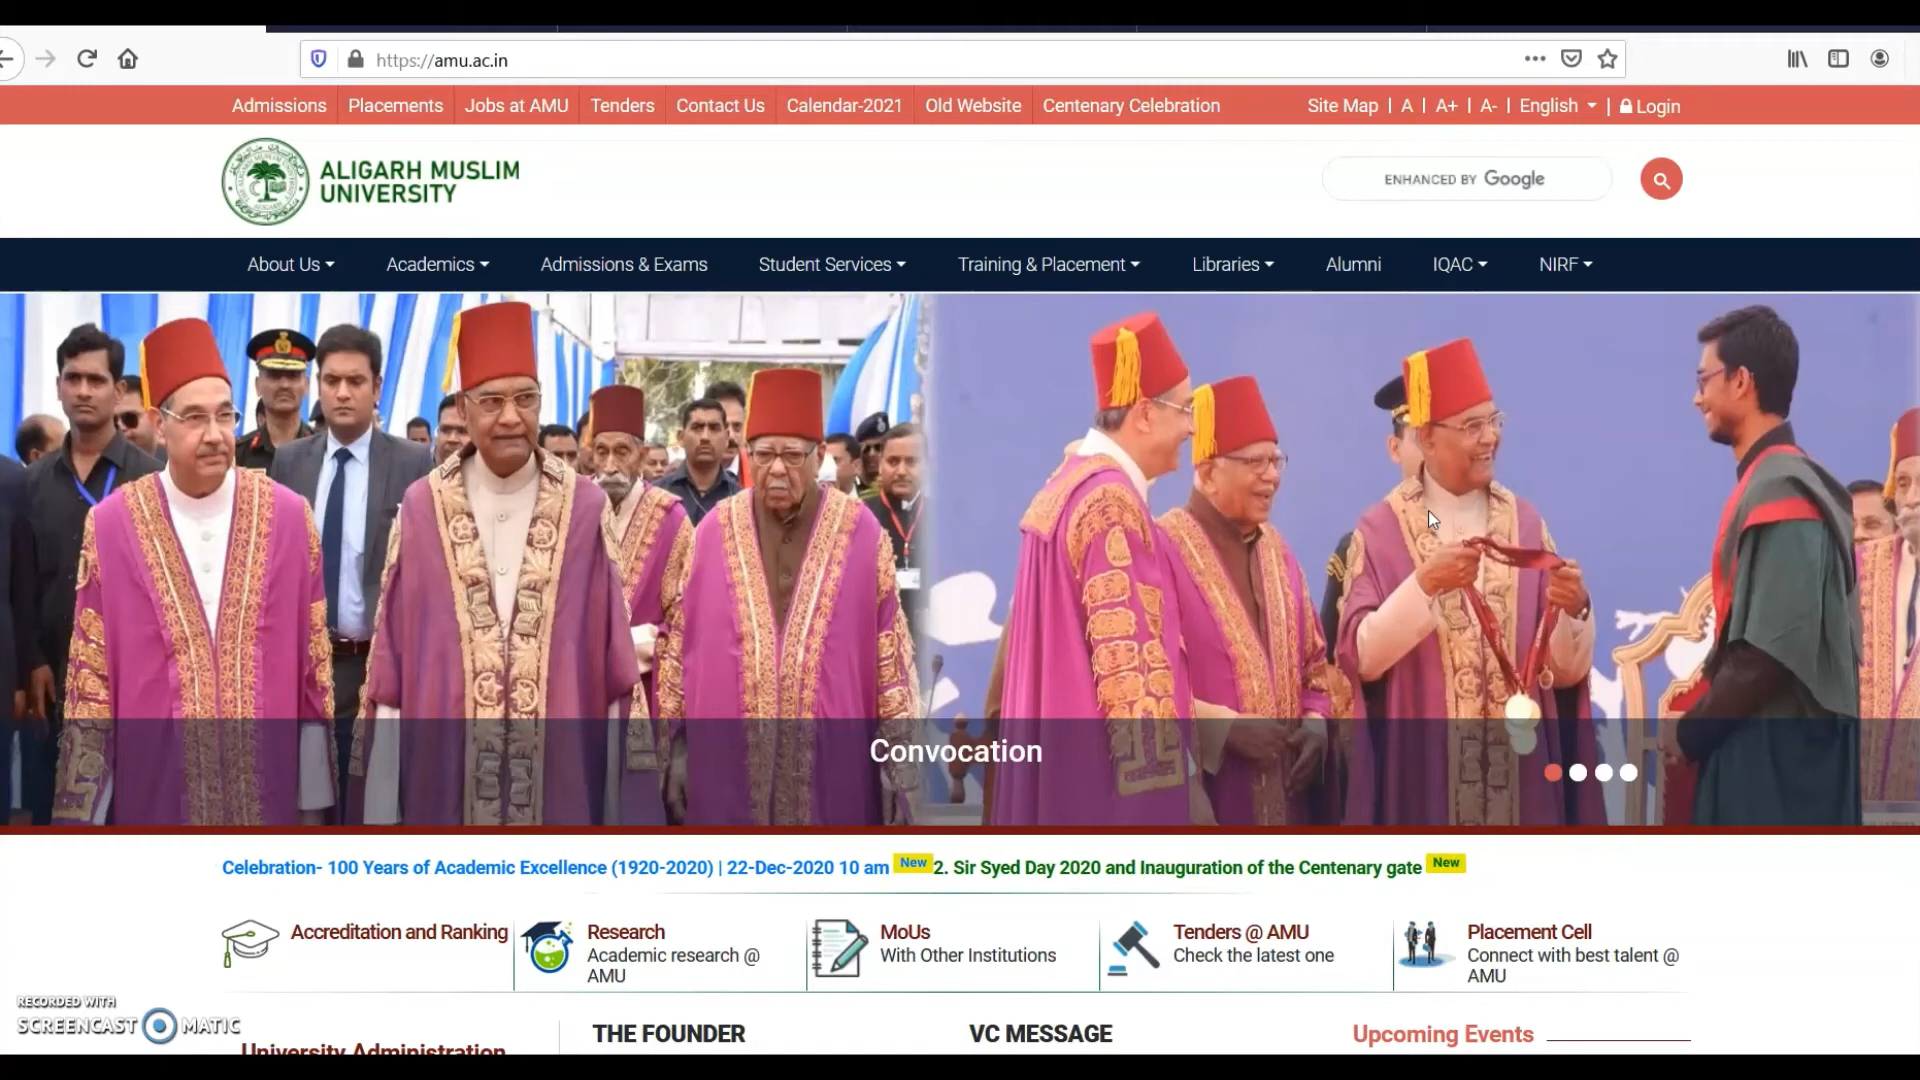 https://amu.ac.in
Admissions Placements Jobs at AMU Tenders Contact Us Calendar-2021 Old Website Centenary Celebration Site Map | A | A+ | A- | English | Login
ALIGARH MUSLIM
UNIVERSITY
ENHANCED BY Google
About Us Academics Admissions & Exams Student Services Training & Placement Libraries Alumni IQAC NIRF
Convocation
Celebration- 100 Years of Academic Excellence (1920-2020) | 22-Dec-2020 10 am New 2. Sir Syed Day 2020 and Inauguration of the Centenary gate New
Accreditation and Ranking
Research
Academic research @
AMU
MoUs
With Other Institutions
Tenders @ AMU
Check the latest one
Placement Cell
Connect with best talent @
AMU
RECORDED WITH
SCREENCAST MATIC
University Administration
THE FOUNDER
VC MESSAGE
Upcoming Events